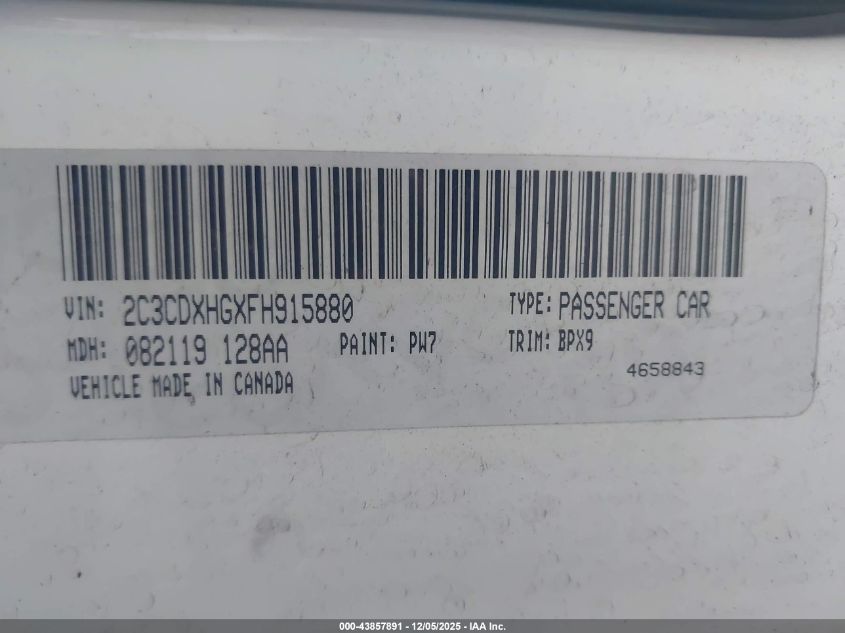 VIN: 2C3CDXHGXFH915880 TYPE: PASSENGER CAR
MDH: 082119 128AA PAINT: PW7 TRIM: BPX9
4658843
VEHICLE MADE IN CANADA
000-43857891 - 12/05/2025 - IAA Inc.